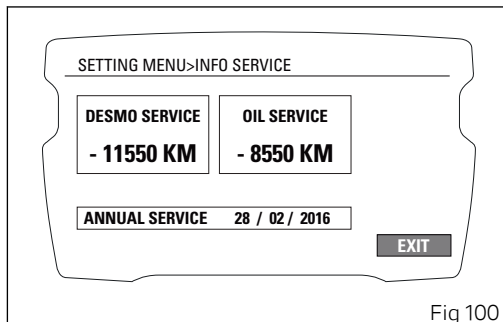 SETTING MENU>INFO SERVICE
DESMO SERVICE
- 11550 KM
OIL SERVICE
- 8550 KM
ANNUAL SERVICE 28 / 02 / 2016
EXIT
Fig 100